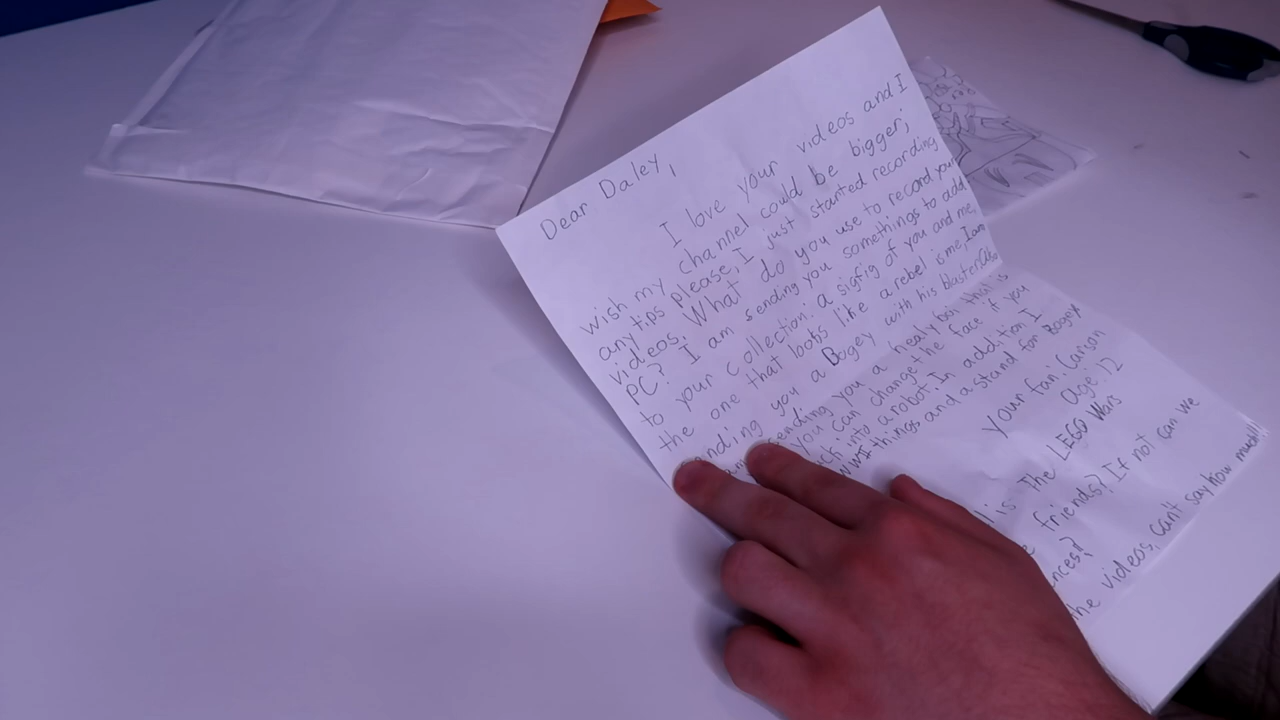 Dear Daley,
I love your videos and I
wish my channel could be bigger,
any tips please, I just started recording
videos. What do you use to record your
PC? I am sending you somethings to add
to your collection: a sigfig of you and me,
the one that looks like a rebel is me, I am
sending you a Bogey with his blaster. Also
sending you a that is
you can change the face if you
into a robot. In addition I
WWI things and a stand for Bogey
your fan: Carson
age: 12
is The LEGO Wars
friends? If not can we
the videos, can't say how much!!!